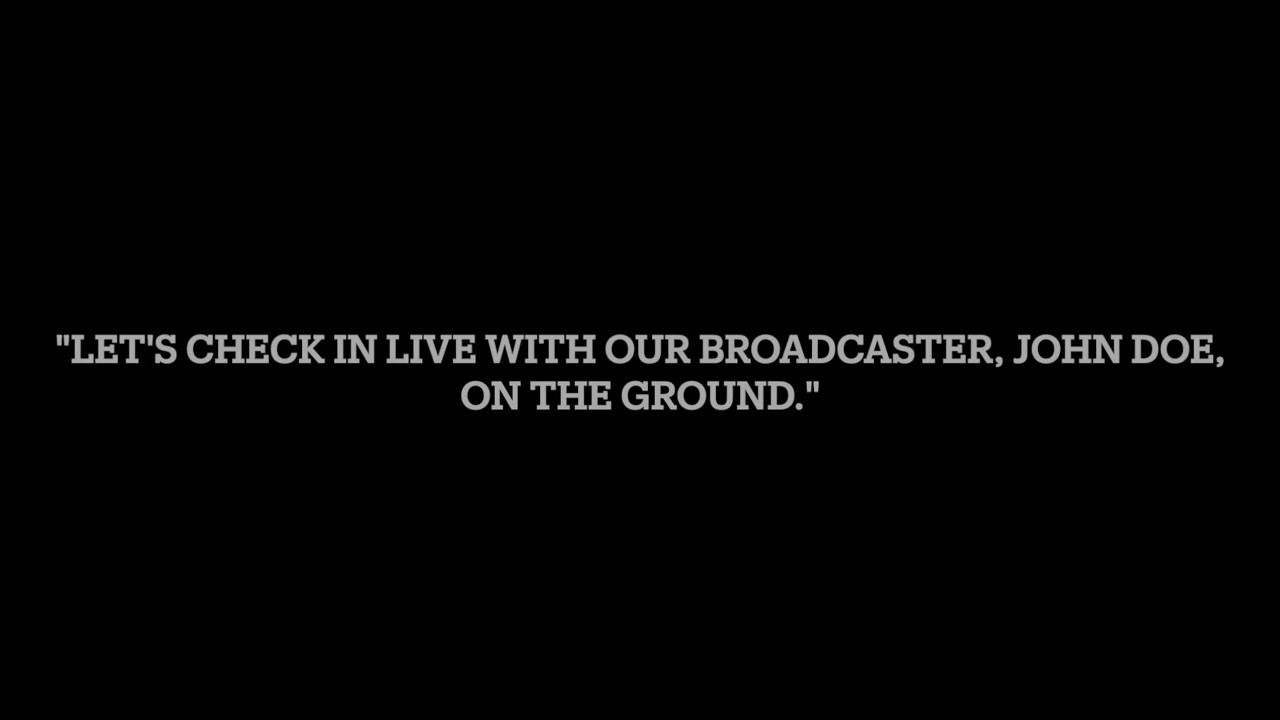 "LET'S CHECK IN LIVE WITH OUR BROADCASTER, JOHN DOE,
ON THE GROUND."